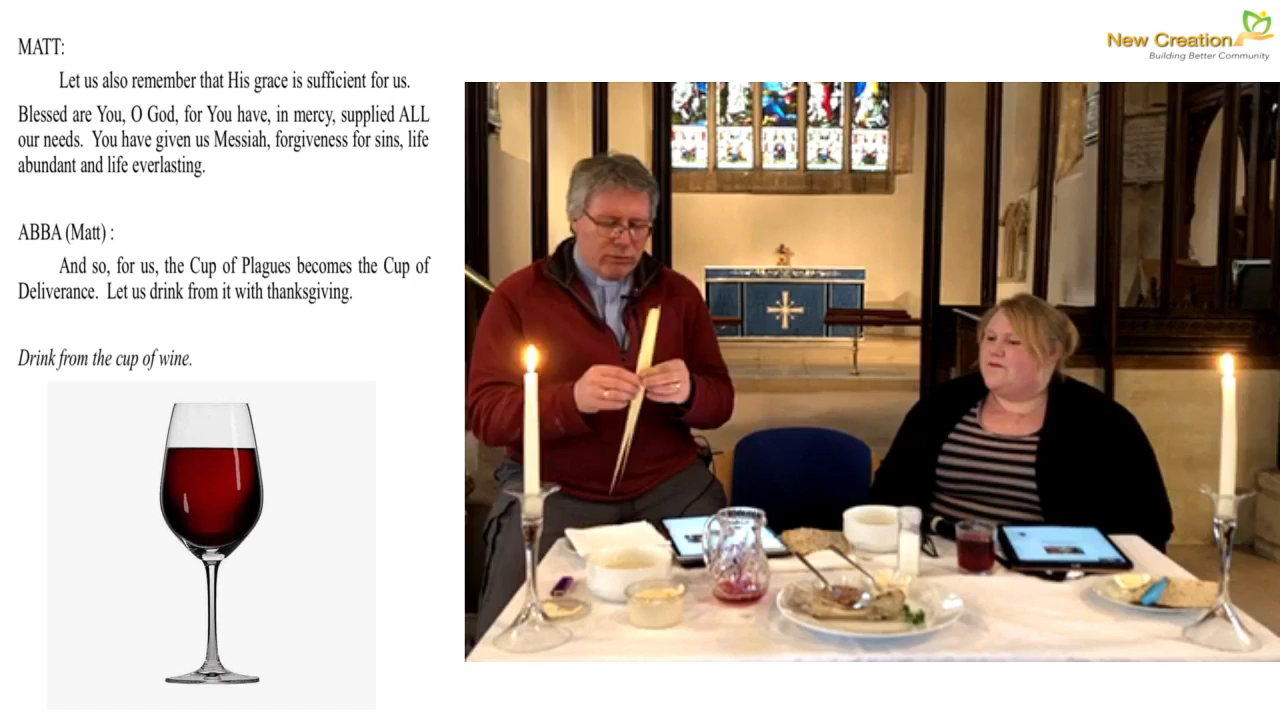 MATT:
Let us also remember that His grace is sufficient for us.
Blessed are You, O God, for You have, in mercy, supplied ALL
our needs. You have given us Messiah, forgiveness for sins, life
abundant and life everlasting.
ABBA (Matt) :
And so, for us, the Cup of Plagues becomes the Cup of
Deliverance. Let us drink from it with thanksgiving.
Drink from the cup of wine.
New Creation
Building Better Community